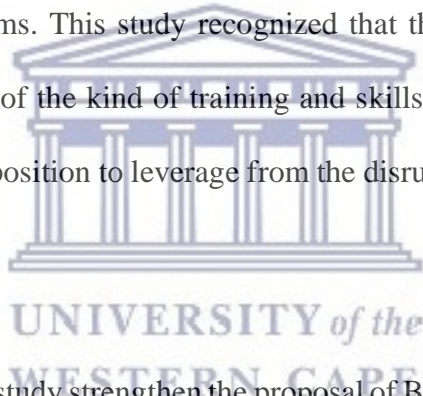 ms. This study recognized that th
of the kind of training and skills
position to leverage from the disru
UNIVERSITY of the
WESTERN CAPE
study strengthen the proposal of B